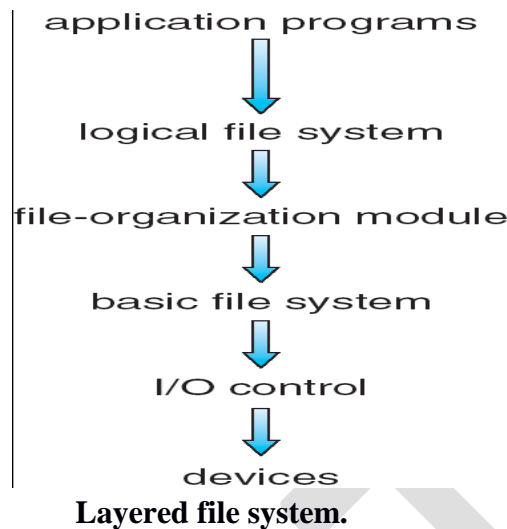 application programs
logical file system
file-organization module
basic file system
I/O control
devices
Layered file system.